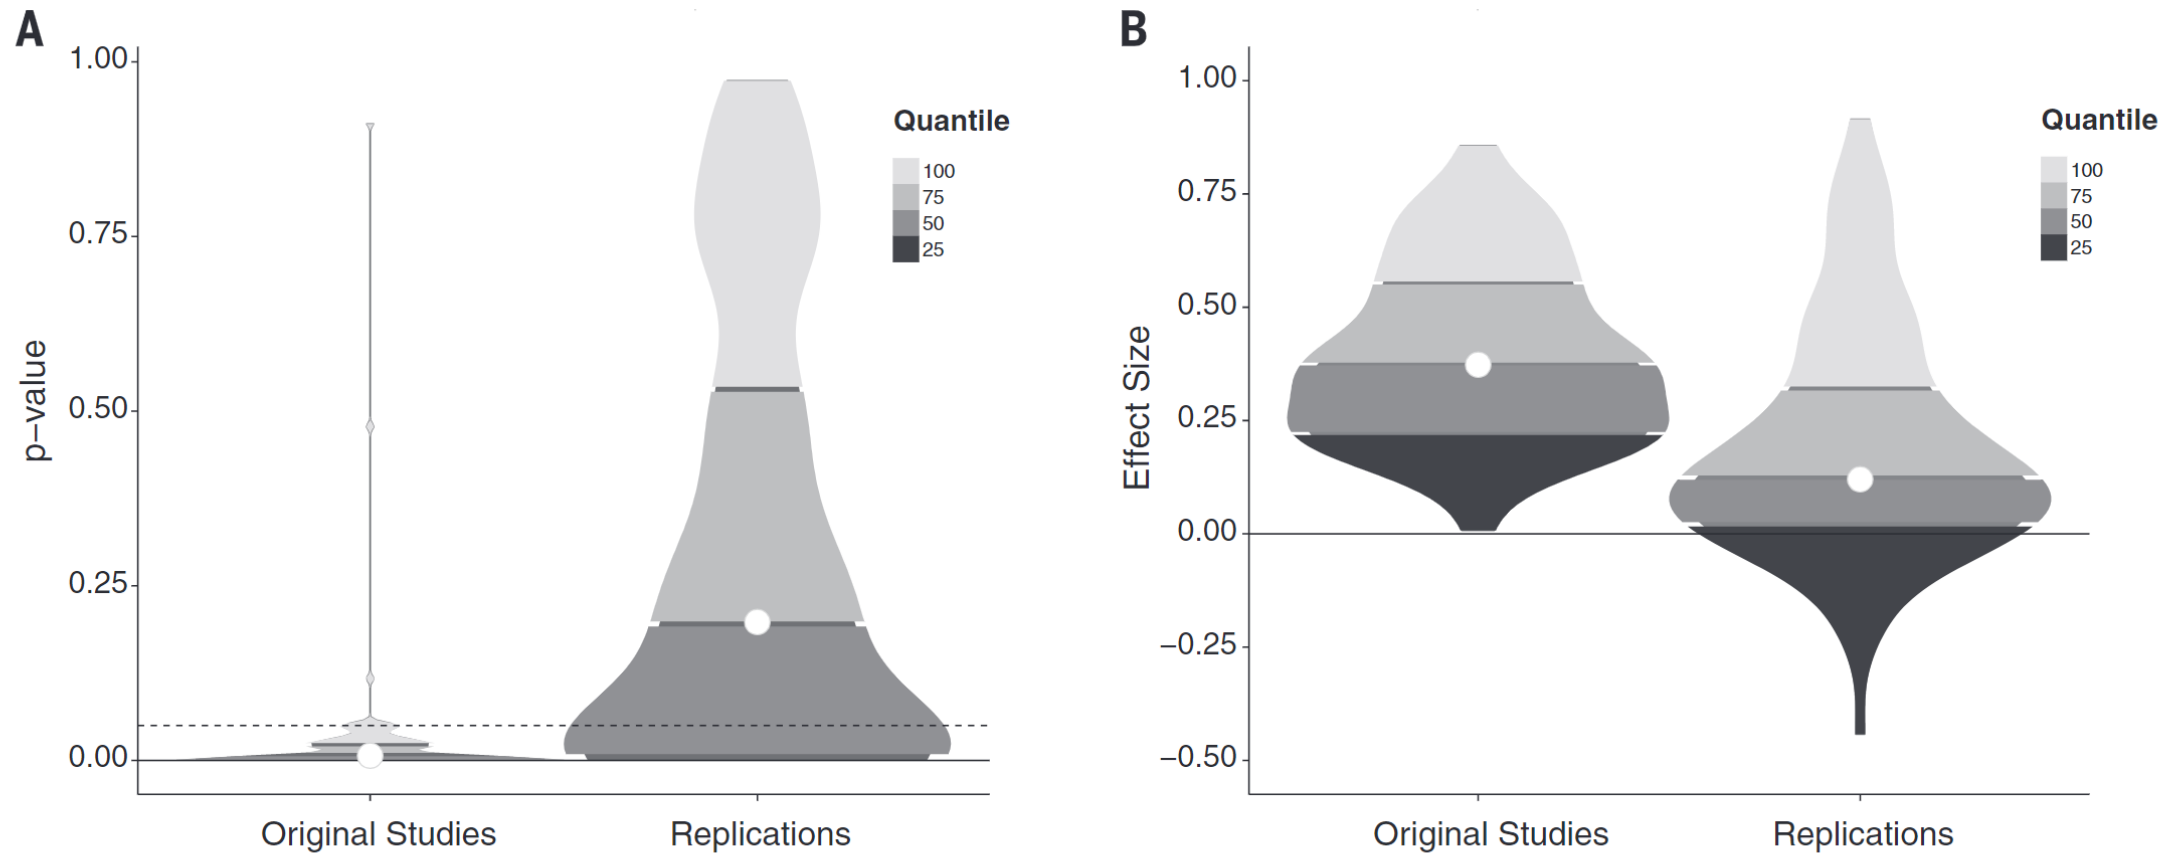 A
1.00
0.75
0.50
0.25
0.00
p-value
Quantile
100
75
50
25
Original Studies
Replications
B
1.00
0.75
0.50
0.25
0.00
−0.25
−0.50
Effect Size
Quantile
100
75
50
25
Original Studies
Replications